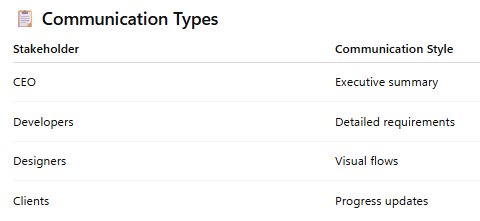 📋 Communication Types
Stakeholder Communication Style
CEO Executive summary
Developers Detailed requirements
Designers Visual flows
Clients Progress updates